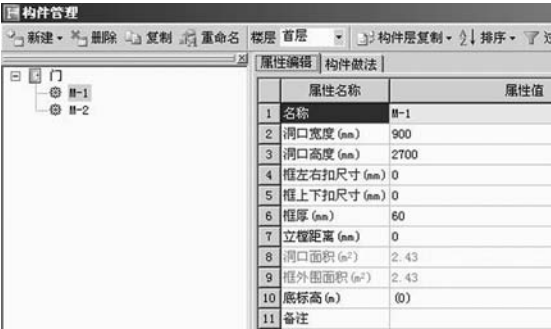 构件管理
新建 删除 复制 重命名 楼层 首层 构件层复制 排序
属性编辑 构件做法
门
M-1
M-2
属性名称 属性值
1 名称 M-1
2 洞口宽度(mm) 900
3 洞口高度(mm) 2700
4 框左右扣尺寸(mm) 0
5 框上下扣尺寸(mm) 0
6 框厚(mm) 60
7 立樘距离(mm) 0
8 洞口面积(m²) 2.43
9 框外围面积(m²) 2.43
10 底标高(m) (0)
11 备注